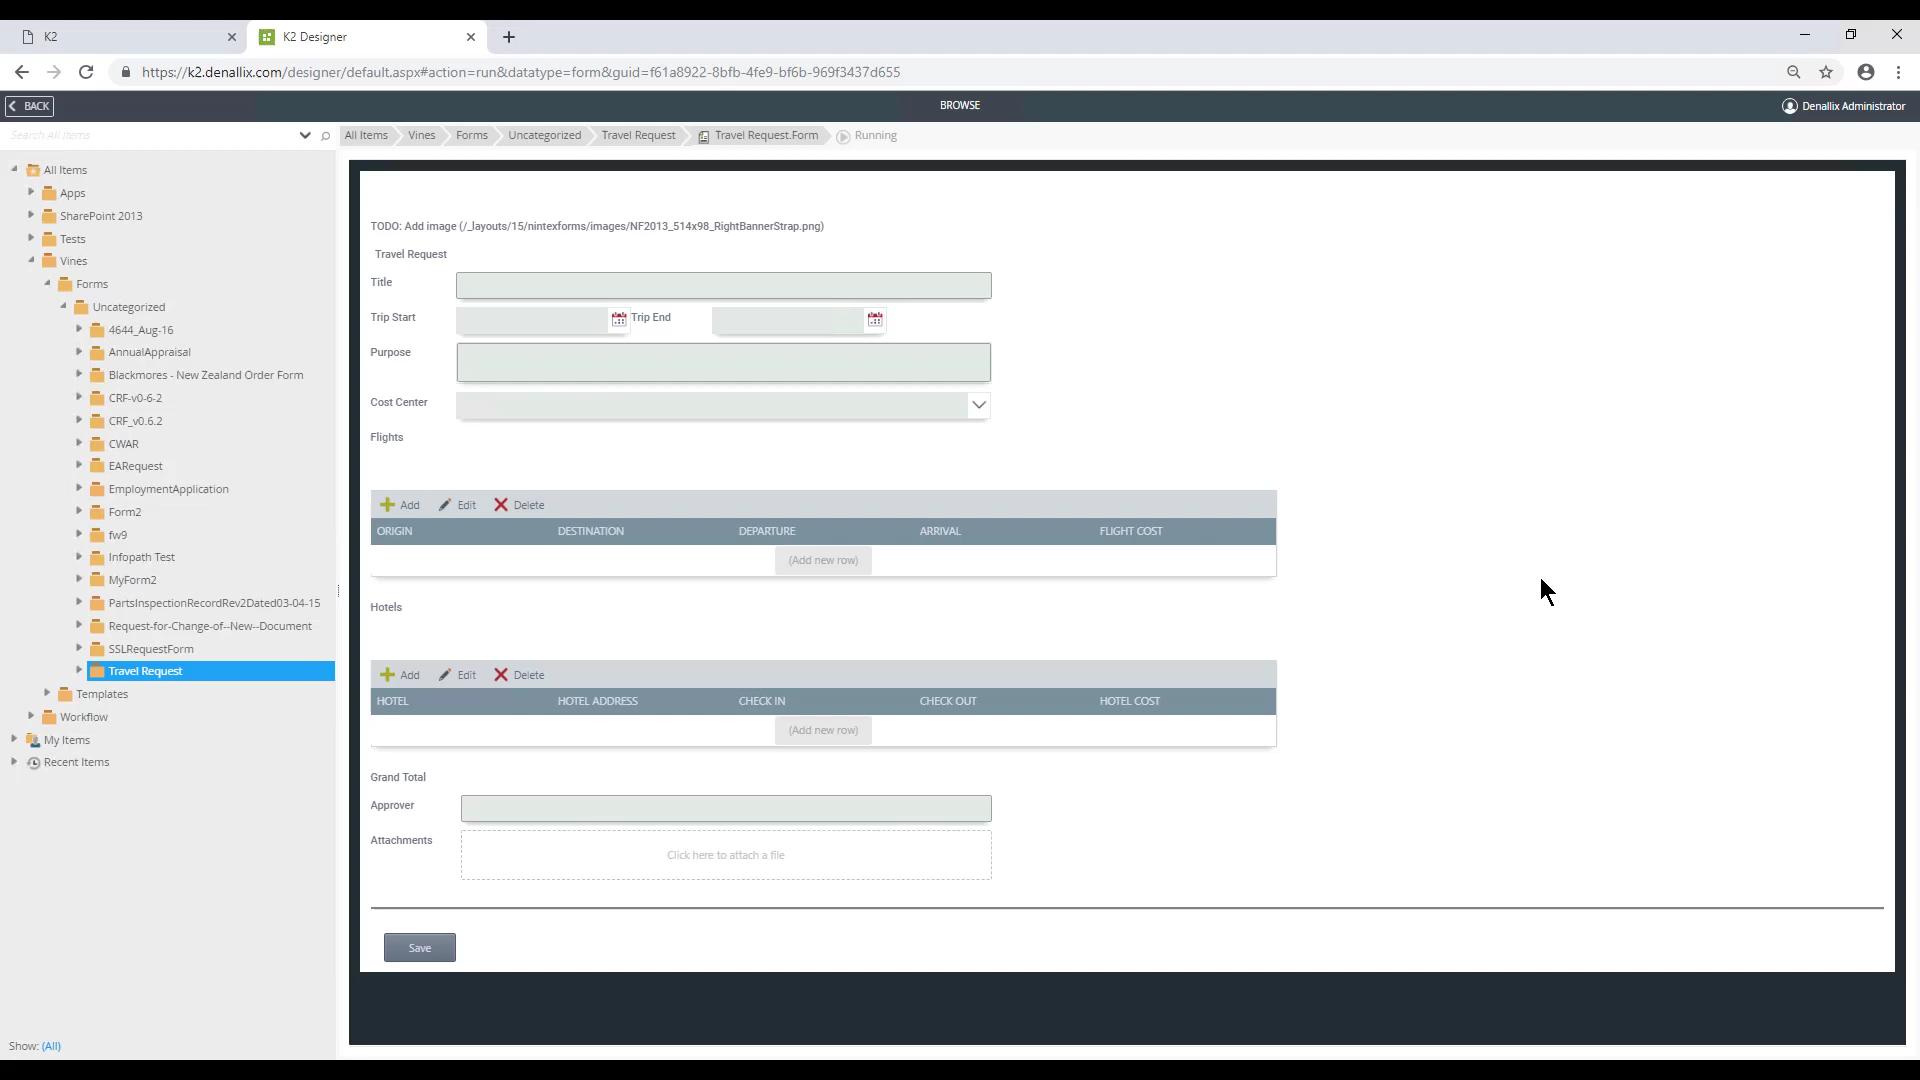 K2
K2 Designer
https://k2.denallix.com/designer/default.aspx#action=run&datatype=form&guid=f61a8922-8bfb-4fe9-bf6b-969f3437d655
BACK
BROWSE
Denallix Administrator
Search All Items
All Items
Vines
Forms
Uncategorized
Travel Request
Travel Request.Form
Running
All Items
Apps
SharePoint 2013
Tests
Vines
Forms
Uncategorized
4644_Aug-16
AnnualAppraisal
Blackmores - New Zealand Order Form
CRF-v0-6-2
CRF_v0.6.2
CWAR
EARequest
EmploymentApplication
Form2
fw9
Infopath Test
MyForm2
PartsInspectionRecordRev2Dated03-04-15
Request-for-Change-of--New--Document
SSLRequestForm
Travel Request
Templates
Workflow
My Items
Recent Items
Show: (All)
TODO: Add image (/_layouts/15/nintexforms/images/NF2013_514x98_RightBannerStrap.png)
Travel Request
Title
Trip Start
Trip End
Purpose
Cost Center
Flights
Add Edit Delete
ORIGIN DESTINATION DEPARTURE ARRIVAL FLIGHT COST
(Add new row)
Hotels
Add Edit Delete
HOTEL HOTEL ADDRESS CHECK IN CHECK OUT HOTEL COST
(Add new row)
Grand Total
Approver
Attachments
Click here to attach a file
Save